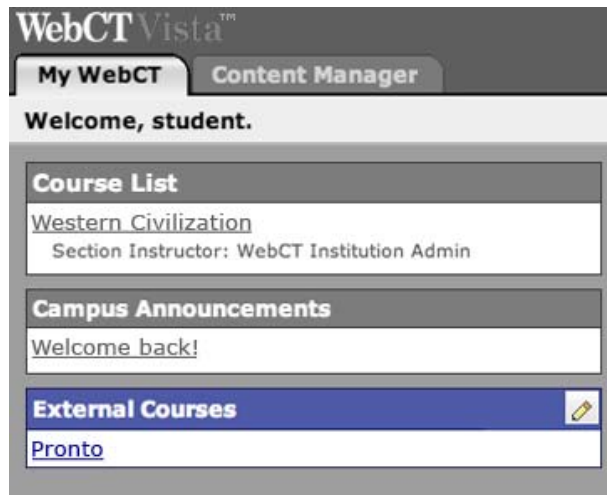 WebCT Vista™
My WebCT Content Manager
Welcome, student.
Course List
Western Civilization
Section Instructor: WebCT Institution Admin
Campus Announcements
Welcome back!
External Courses
Pronto